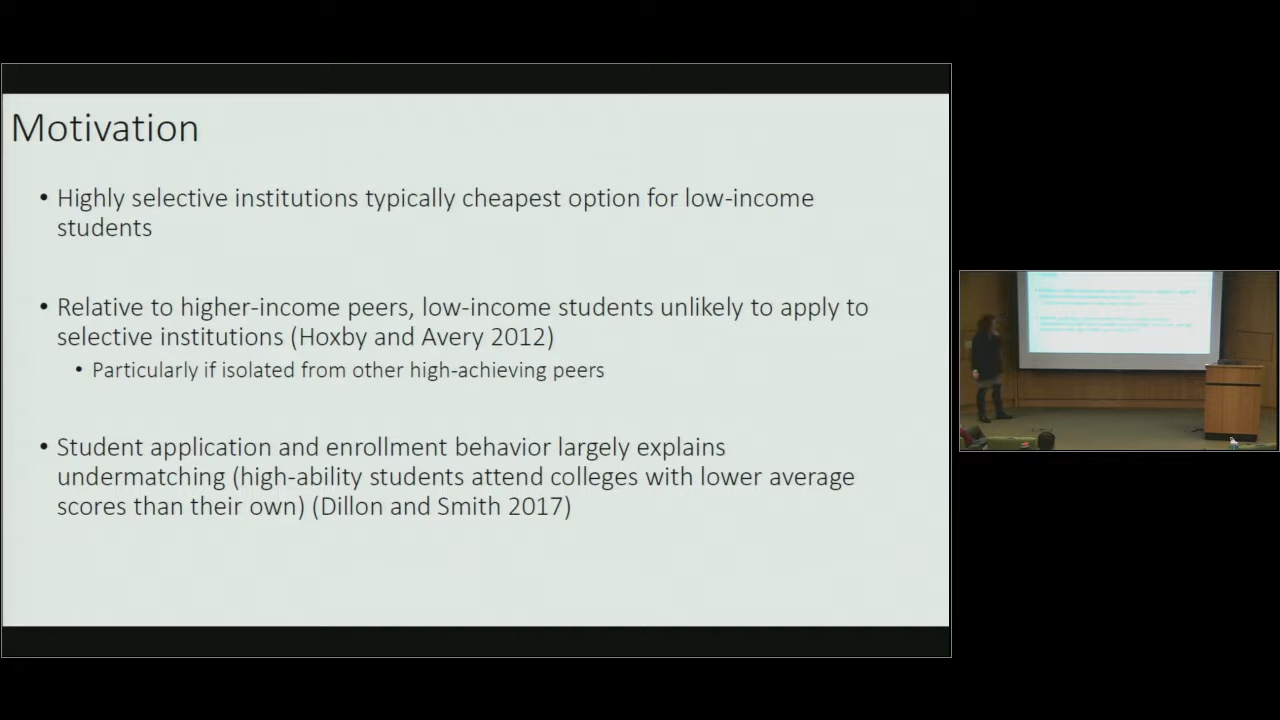 Motivation
• Highly selective institutions typically cheapest option for low-income
students
• Relative to higher-income peers, low-income students unlikely to apply to
selective institutions (Hoxby and Avery 2012)
• Particularly if isolated from other high-achieving peers
• Student application and enrollment behavior largely explains
undermatching (high-ability students attend colleges with lower average
scores than their own) (Dillon and Smith 2017)